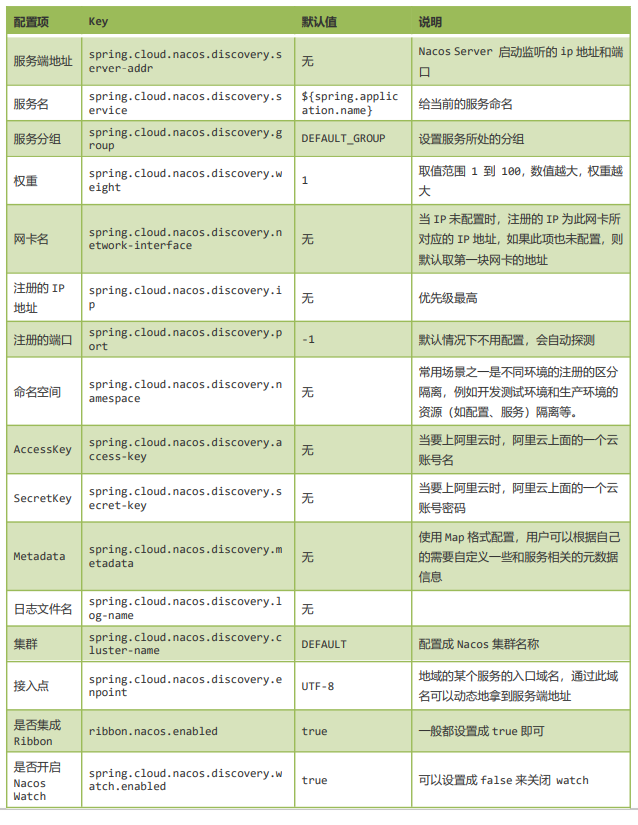 配置项 Key 默认值 说明
服务端地址 spring.cloud.nacos.discovery.s 无 Nacos Server 启动监听的 ip 地址和端
erver-addr 口
服务名 spring.cloud.nacos.discovery.s ${spring.applic 给当前的服务命名
ervice ation.name}
服务分组 spring.cloud.nacos.discovery.g DEFAULT_GROUP 设置服务所处的分组
roup
权重 spring.cloud.nacos.discovery.w 1 取值范围 1 到 100，数值越大，权重越
eight 大
网卡名 spring.cloud.nacos.discovery.n 无 当 IP 未配置时，注册的 IP 为此网卡所
etwork-interface 对应的 IP 地址，如果此项也未配置，则
默认取第一块网卡的地址
注册的 IP spring.cloud.nacos.discovery.i 无 优先级最高
地址 p
注册的端口 spring.cloud.nacos.discovery.p -1 默认情况下不用配置，会自动探测
ort
命名空间 spring.cloud.nacos.discovery.n 无 常用场景之一是不同环境的注册的区分
amespace 隔离，例如开发测试环境和生产环境的
资源（如配置、服务）隔离等。
AccessKey spring.cloud.nacos.discovery.a 无 当要上阿里云时，阿里云上面的一个云
ccess-key 账号名
SecretKey spring.cloud.nacos.discovery.s 无 当要上阿里云时，阿里云上面的一个云
ecret-key 账号密码
Metadata spring.cloud.nacos.discovery.m 无 使用 Map 格式配置，用户可以根据自己
etadata 的需要自定义一些和服务相关的元数据
信息
日志文件名 spring.cloud.nacos.discovery.l 无
og-name
集群 spring.cloud.nacos.discovery.c DEFAULT 配置成 Nacos 集群名称
luster-name
接入点 spring.cloud.nacos.discovery.e UTF-8 地域的某个服务的入口域名，通过此域
npoint 名可以动态地拿到服务端地址
是否集成 ribbon.nacos.enabled true 一般都设置成 true 即可
Ribbon
是否开启 spring.cloud.nacos.discovery.w true 可以设置成 false 来关闭 watch
Nacos atch.enabled
Watch